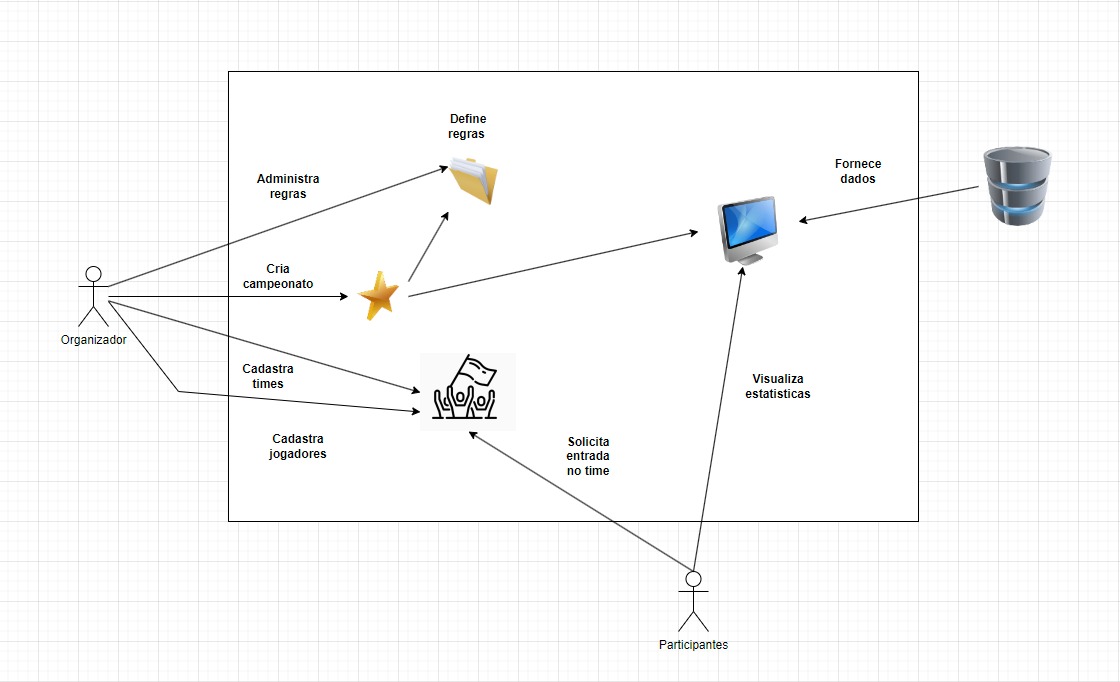 Define
regras
Fornece
dados
Administra
regras
Cria
campeonato
Organizador
Cadastra
times
Visualiza
estatisticas
Cadastra
jogadores
Solicita
entrada
no time
Participantes